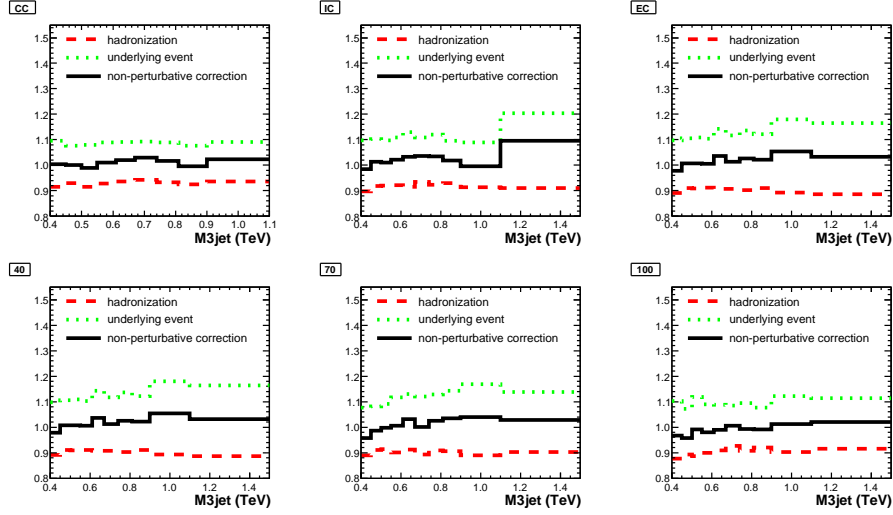 CC
1.5
1.4
1.3
1.2
1.1
1.0
0.9
0.8
hadronization
underlying event
non-perturbative correction
0.4 0.5 0.6 0.7 0.8 0.9 1.0 1.1
M3jet (TeV)
IC
1.5
1.4
1.3
1.2
1.1
1.0
0.9
0.8
hadronization
underlying event
non-perturbative correction
0.4 0.6 0.8 1.0 1.2 1.4
M3jet (TeV)
EC
1.5
1.4
1.3
1.2
1.1
1.0
0.9
0.8
hadronization
underlying event
non-perturbative correction
0.4 0.6 0.8 1.0 1.2 1.4
M3jet (TeV)
40
1.5
1.4
1.3
1.2
1.1
1.0
0.9
0.8
hadronization
underlying event
non-perturbative correction
0.4 0.6 0.8 1.0 1.2 1.4
M3jet (TeV)
70
1.5
1.4
1.3
1.2
1.1
1.0
0.9
0.8
hadronization
underlying event
non-perturbative correction
0.4 0.6 0.8 1.0 1.2 1.4
M3jet (TeV)
100
1.5
1.4
1.3
1.2
1.1
1.0
0.9
0.8
hadronization
underlying event
non-perturbative correction
0.4 0.6 0.8 1.0 1.2 1.4
M3jet (TeV)